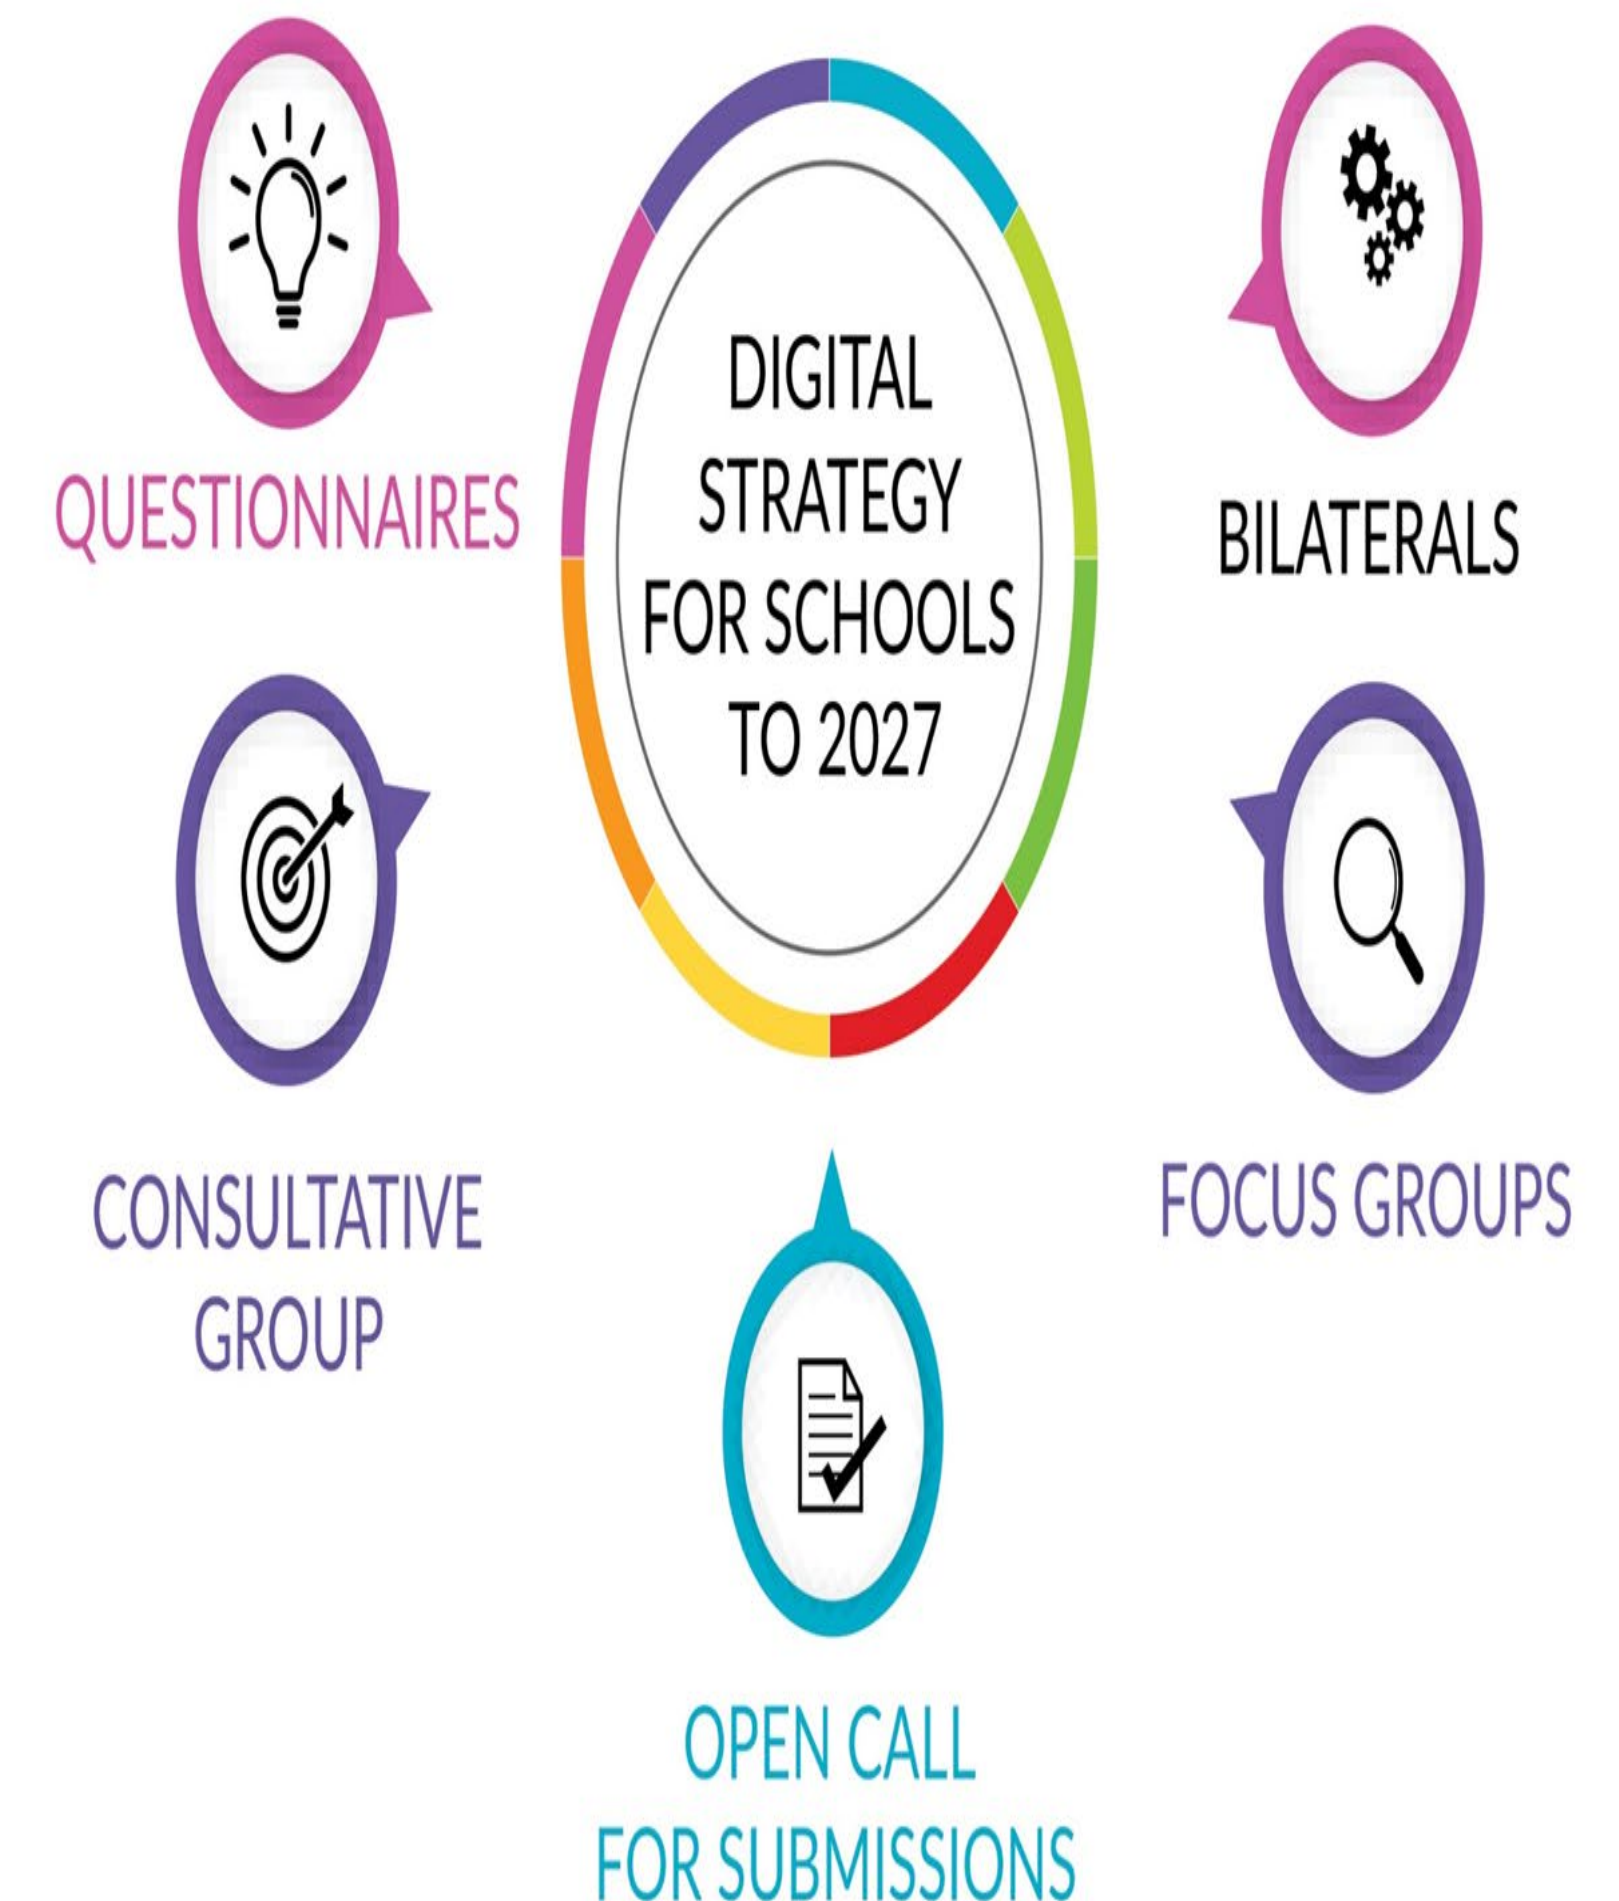 QUESTIONNAIRES
DIGITAL
STRATEGY
FOR SCHOOLS
TO 2027
BILATERALS
CONSULTATIVE
GROUP
FOCUS GROUPS
OPEN CALL
FOR SUBMISSIONS